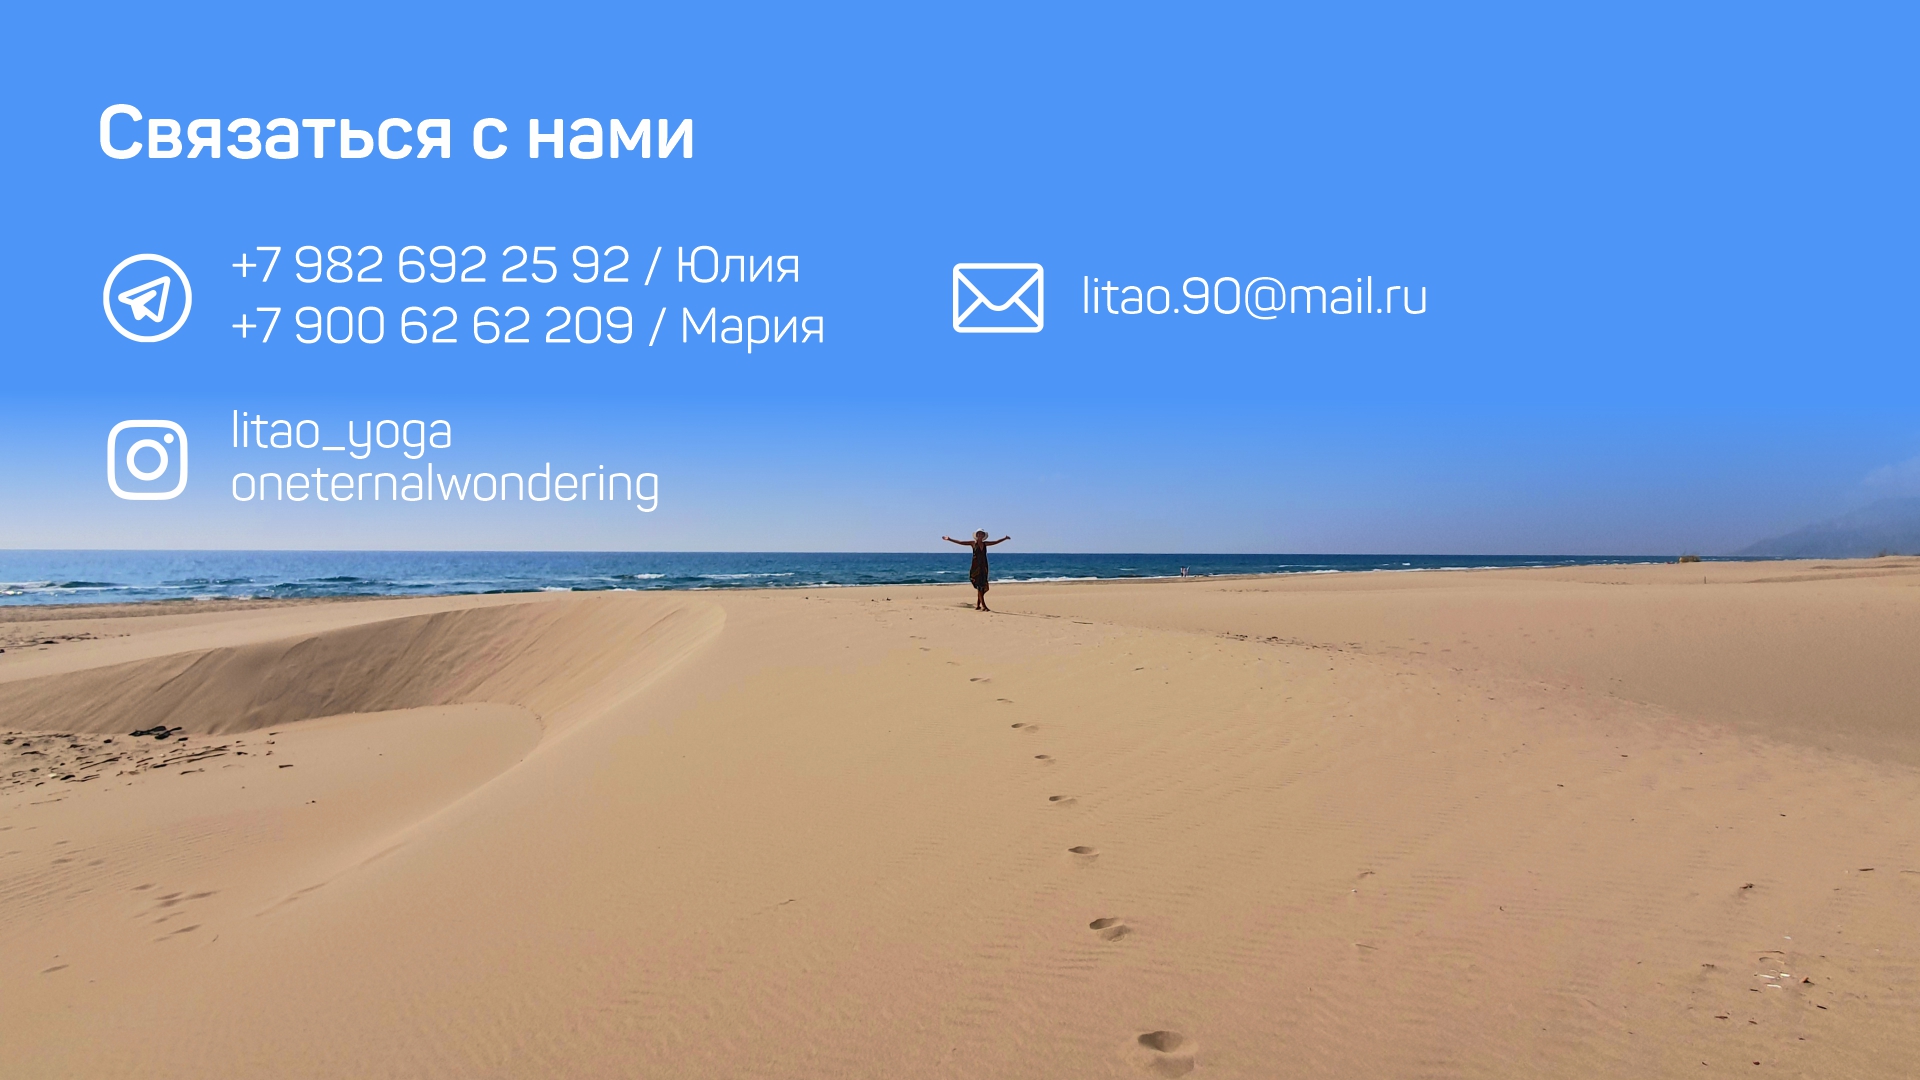 Связаться с нами
+7 982 692 25 92 / Юлия
+7 900 62 62 209 / Мария
litao.90@mail.ru
litao_yoga
oneternalwondering